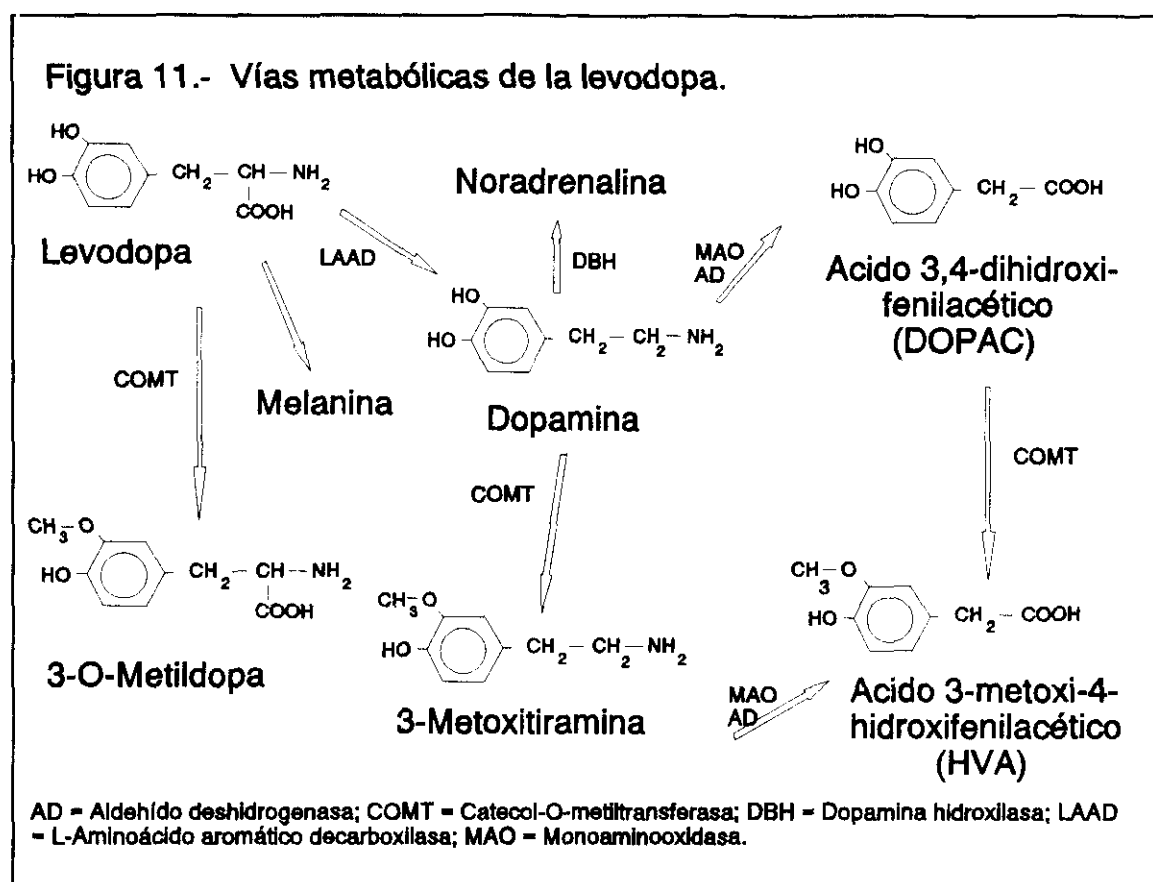 Figura 11.- Vías metabólicas de la levodopa.
HO
HO
CH2 – CH – NH2
COOH
Levodopa
LAAD
Noradrenalina
DBH
MAO
AD
HO
HO
CH2 – COOH
Acido 3,4-dihidroxi-
fenilacético
(DOPAC)
COMT
Melanina
HO
HO
CH2 – CH2 – NH2
Dopamina
COMT
COMT
CH3 – O
HO
CH2 – CH – NH2
COOH
3-O-Metildopa
CH3 O
HO
CH2 – CH2 – NH2
3-Metoxitiramina
MAO
AD
CH3 – O
HO
CH2 – COOH
Acido 3-metoxi-4-
hidroxifenilacético
(HVA)
AD = Aldehído deshidrogenasa; COMT = Catecol-O-metiltransferasa; DBH = Dopamina hidroxilasa; LAAD
= L-Aminoácido aromático decarboxilasa; MAO = Monoaminooxidasa.